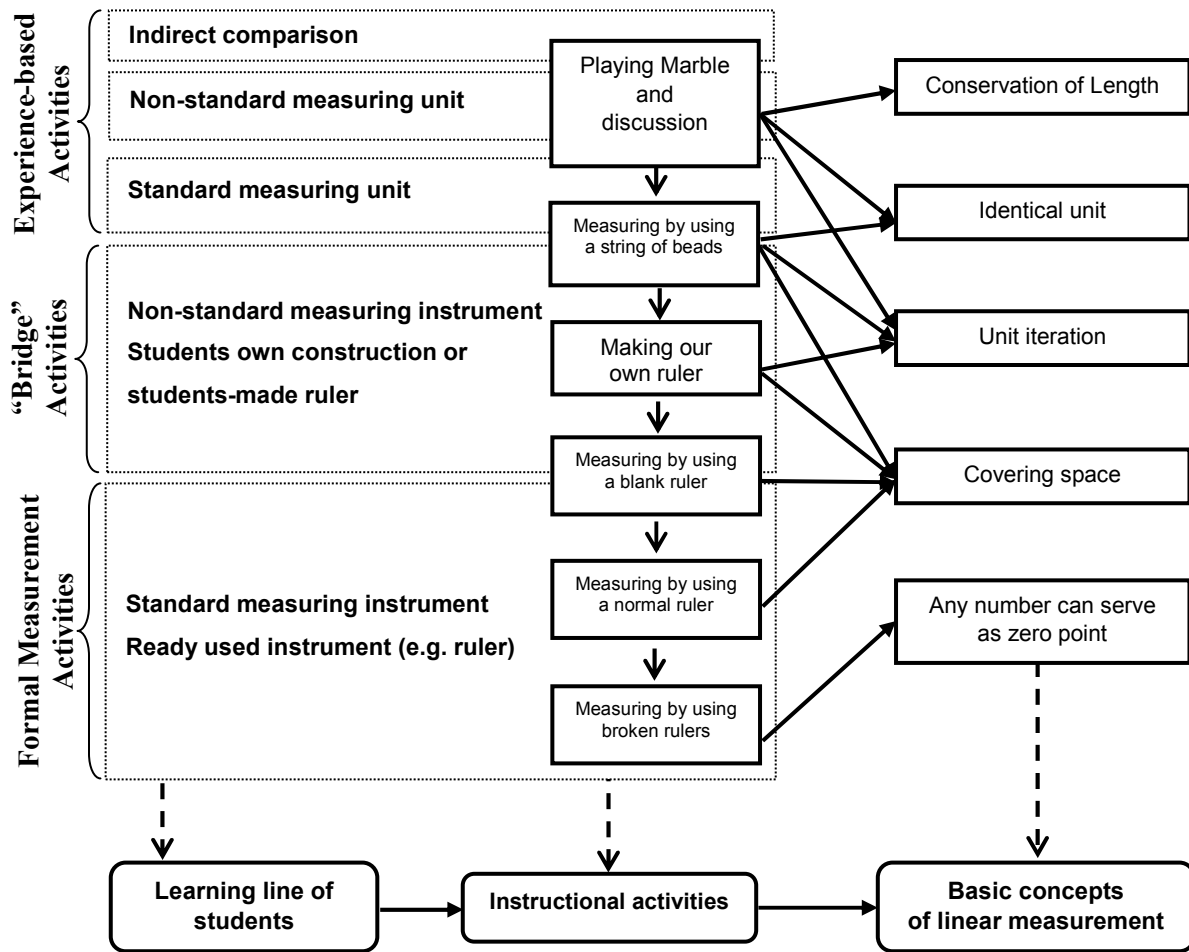 Experience-based
Activities
Indirect comparison
Non-standard measuring unit
Standard measuring unit
Playing Marble
and
discussion
Measuring by using
a string of beads
Conservation of Length
Identical unit
“Bridge”
Activities
Non-standard measuring instrument
Students own construction or
students-made ruler
Making our
own ruler
Measuring by using
a blank ruler
Unit iteration
Covering space
Formal Measurement
Activities
Standard measuring instrument
Ready used instrument (e.g. ruler)
Measuring by using
a normal ruler
Measuring by using
broken rulers
Any number can serve
as zero point
Learning line of
students
Instructional activities
Basic concepts
of linear measurement